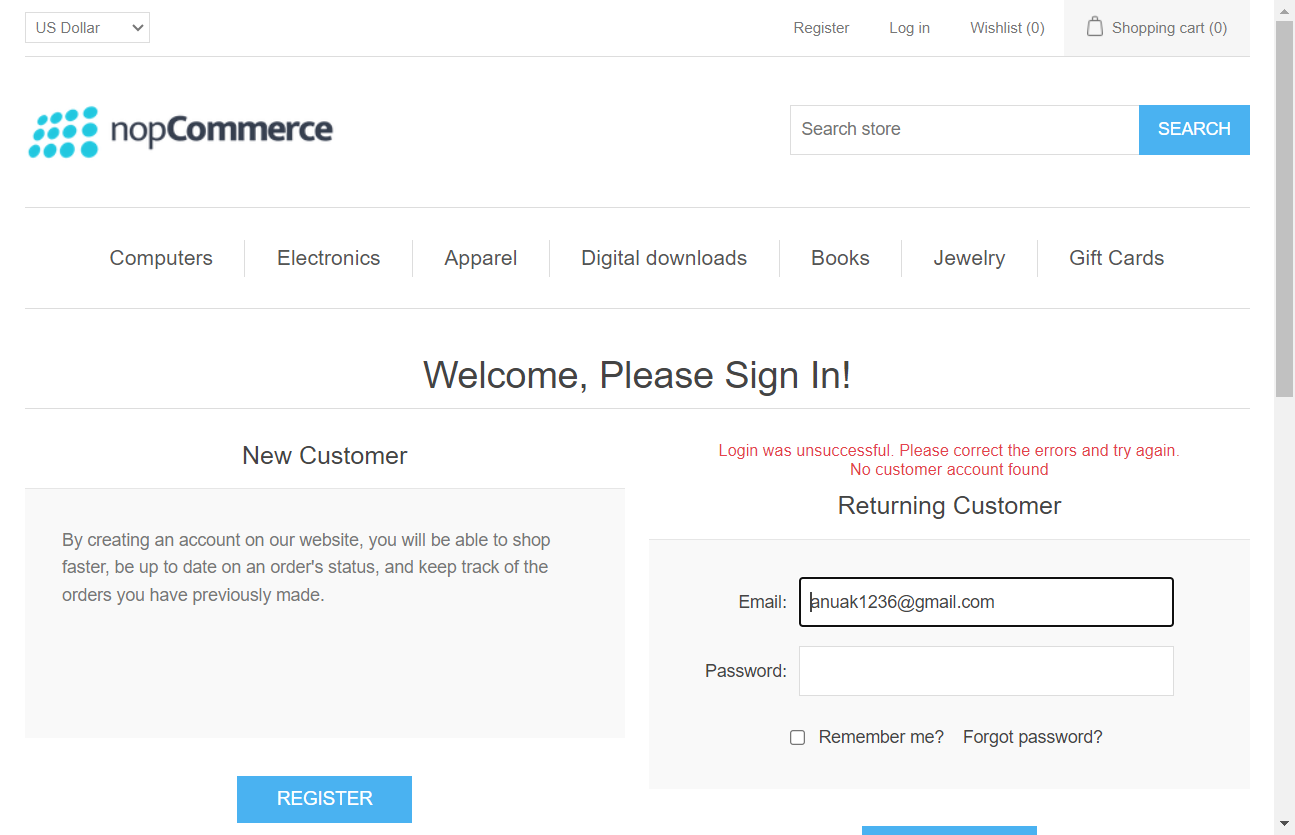 US Dollar
Register
Log in
Wishlist (0)
Shopping cart (0)
nopCommerce
Search store
SEARCH
Computers
Electronics
Apparel
Digital downloads
Books
Jewelry
Gift Cards
Welcome, Please Sign In!
New Customer
By creating an account on our website, you will be able to shop
faster, be up to date on an order's status, and keep track of the
orders you have previously made.
REGISTER
Login was unsuccessful. Please correct the errors and try again.
No customer account found
Returning Customer
Email:
anuak1236@gmail.com
Password:
Remember me?
Forgot password?